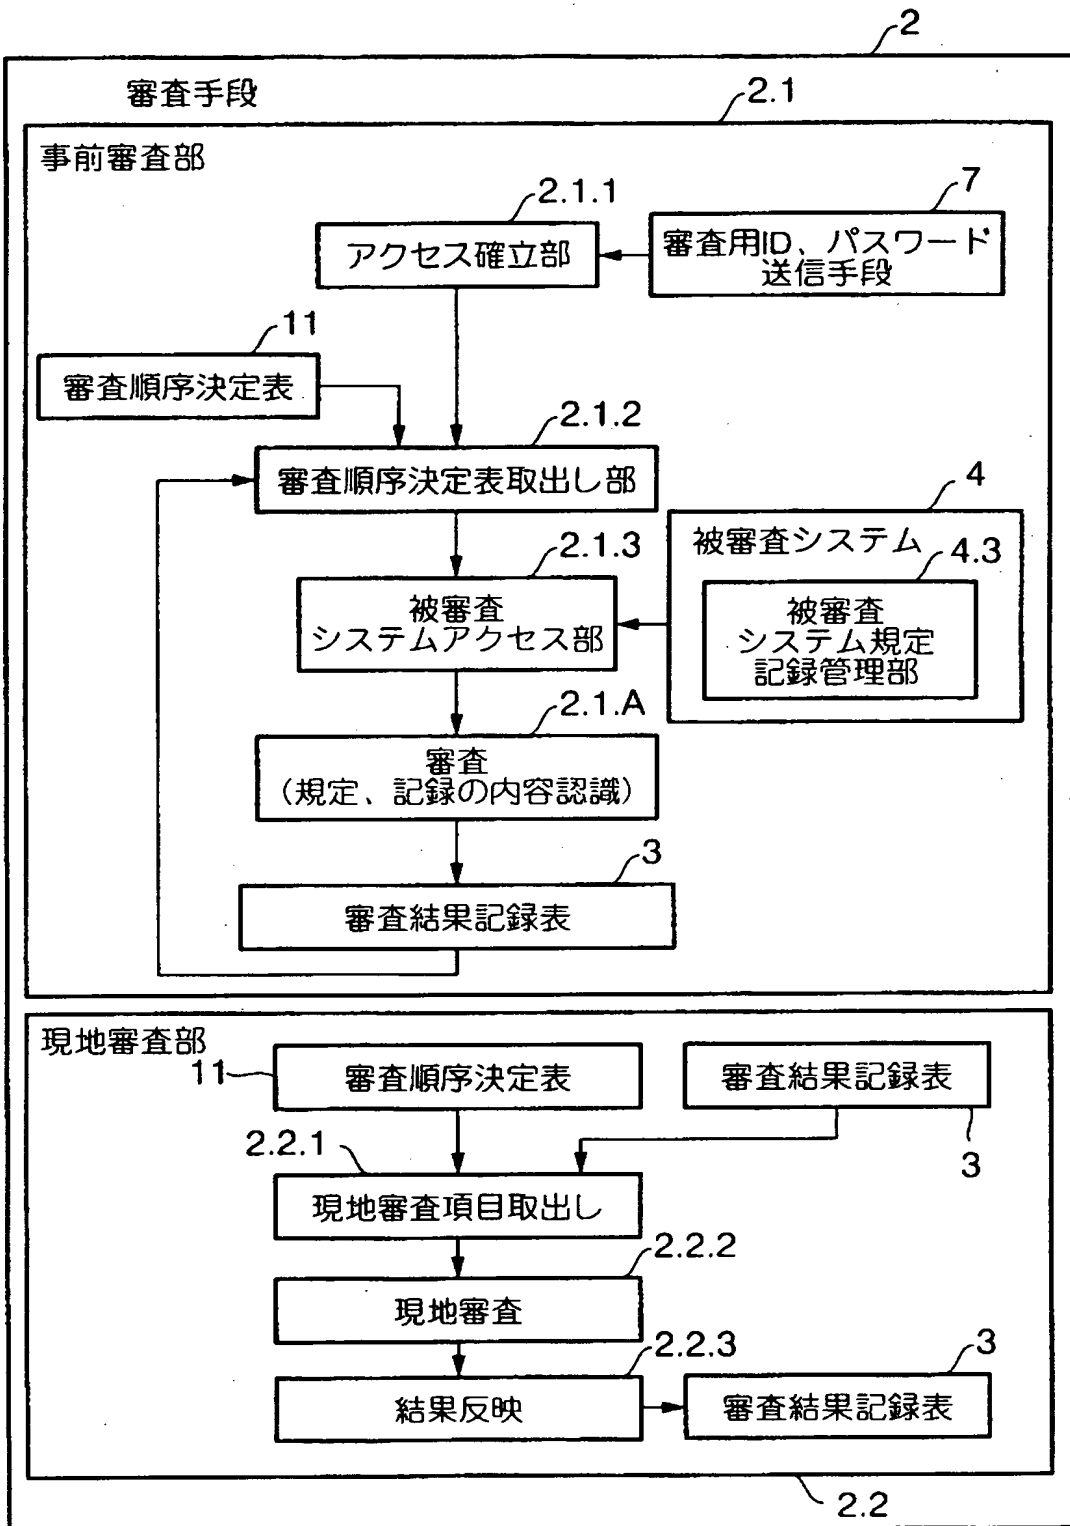 2
審査手段
2.1
事前審査部
2.1.1
7
アクセス確立部
審査用ID、パスワード
送信手段
11
審査順序決定表
2.1.2
審査順序決定表取出し部
4
被審査システム
2.1.3
4.3
被審査
システムアクセス部
被審査
システム規定
記録管理部
2.1.A
審査
(規定、記録の内容認識)
3
審査結果記録表
現地審査部
11
審査順序決定表
審査結果記録表
3
2.2.1
現地審査項目取出し
2.2.2
現地審査
2.2.3
結果反映
3
審査結果記録表
2.2